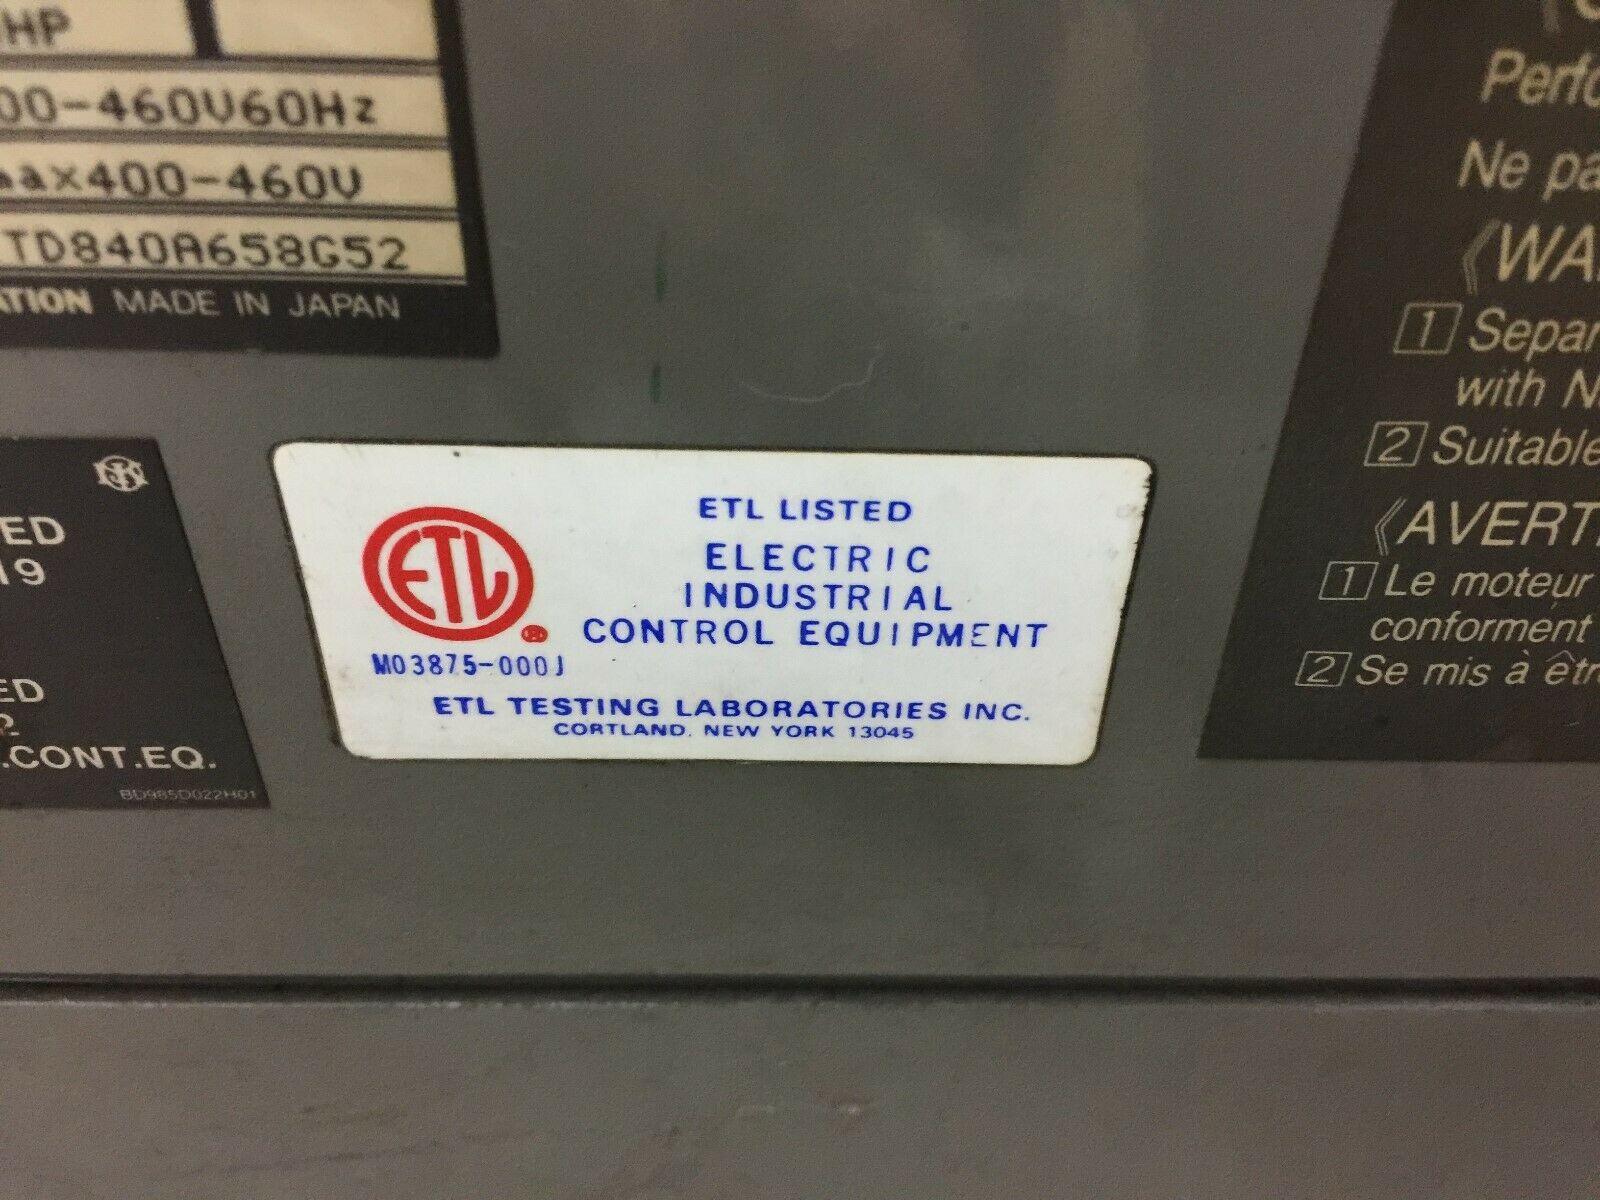 HP
00-460V60Hz
ax400-460V
TD840A658G52
ATION MADE IN JAPAN
ED
19
ED
.CONT.EQ.
BD985D022H01
ETL
®
M03875-000J
ETL LISTED
ELECTRIC
INDUSTRIAL
CONTROL EQUIPMENT
ETL TESTING LABORATORIES INC.
CORTLAND, NEW YORK 13045
Perfo
Ne pa
《WA
1 Separ
with N
2 Suitable
《AVERT
1 Le moteur
conformént
2 Se mis à êtr